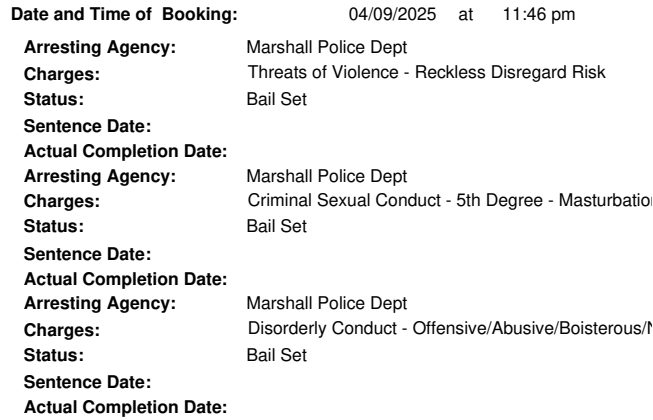 Date and Time of Booking: 04/09/2025 at 11:46 pm
Arresting Agency: Marshall Police Dept
Charges: Threats of Violence - Reckless Disregard Risk
Status: Bail Set
Sentence Date:
Actual Completion Date:
Arresting Agency: Marshall Police Dept
Charges: Criminal Sexual Conduct - 5th Degree - Masturbation
Status: Bail Set
Sentence Date:
Actual Completion Date:
Arresting Agency: Marshall Police Dept
Charges: Disorderly Conduct - Offensive/Abusive/Boisterous/N
Status: Bail Set
Sentence Date:
Actual Completion Date: